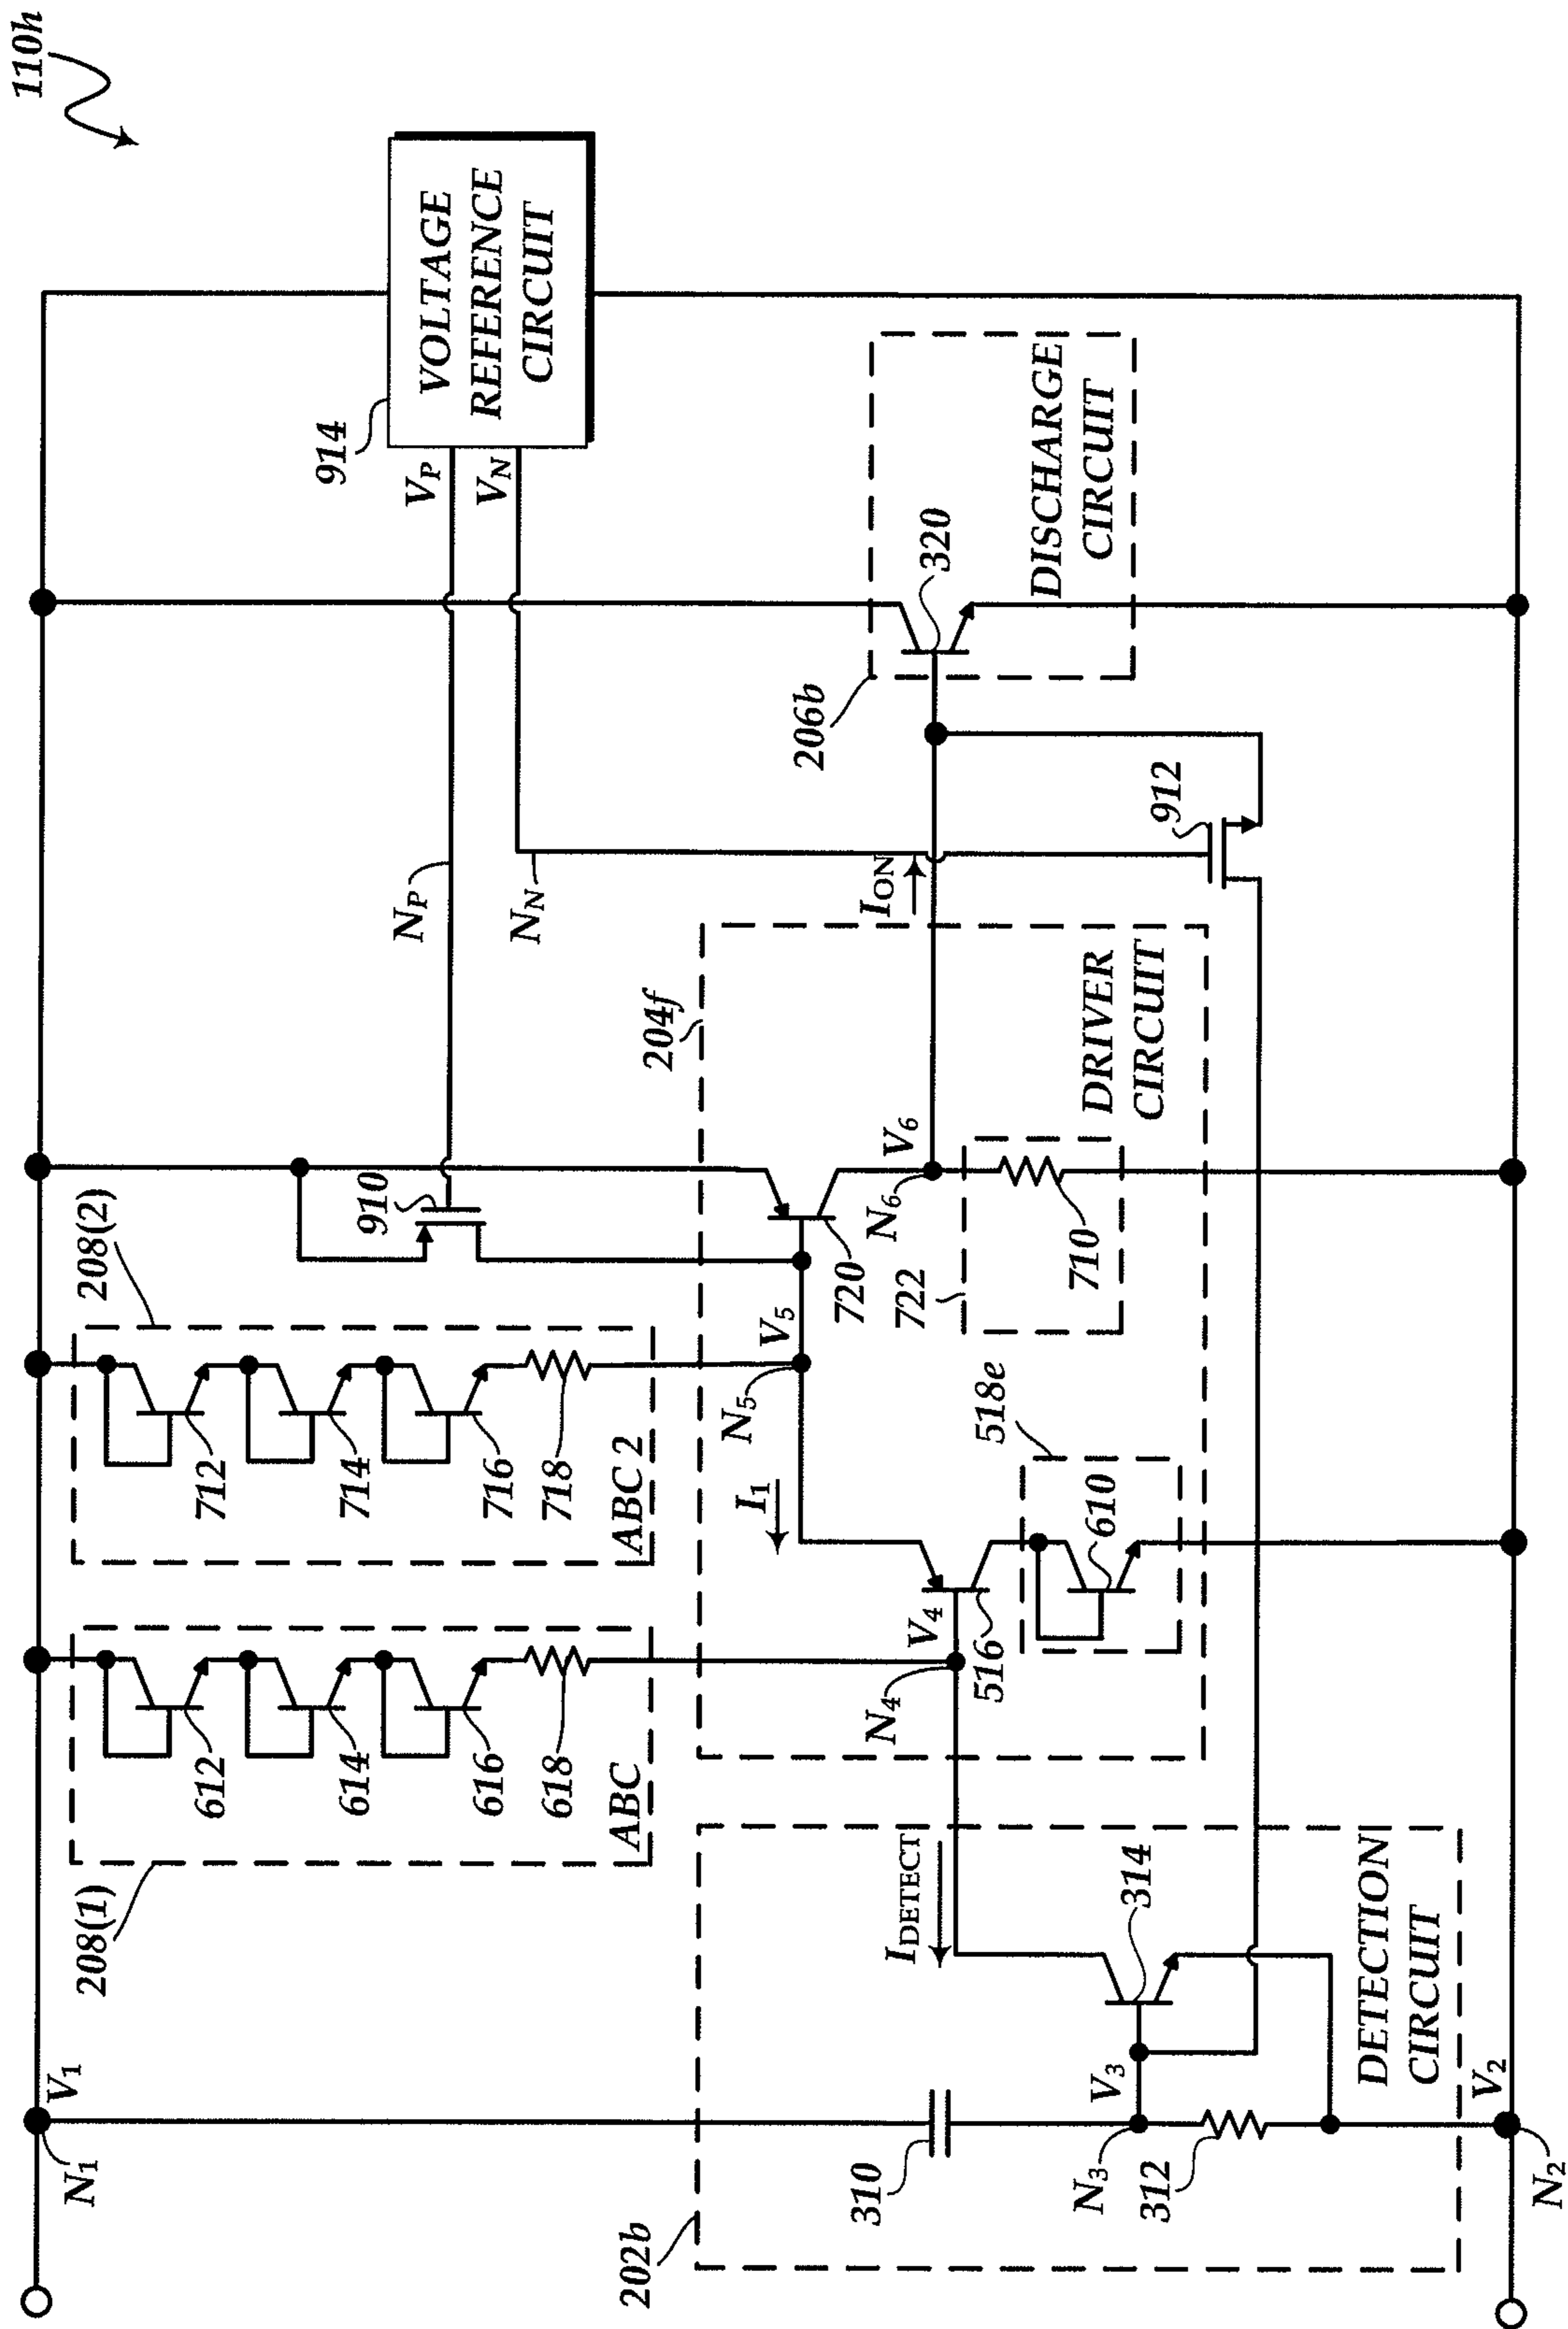 110h
V1
N1
208(1)
612
614
616
618
ABC
208(2)
712
714
716
718
ABC 2
910
NP
NN
VP
VN
914
VOLTAGE
REFERENCE
CIRCUIT
202b
310
N3
V3
312
314
IDETECT
DETECTION
CIRCUIT
V2
N2
204f
N4
V4
516
I1
518e
610
N5
V5
720
N6
V6
722
710
DRIVER
CIRCUIT
ION
912
206b
320
DISCHARGE
CIRCUIT